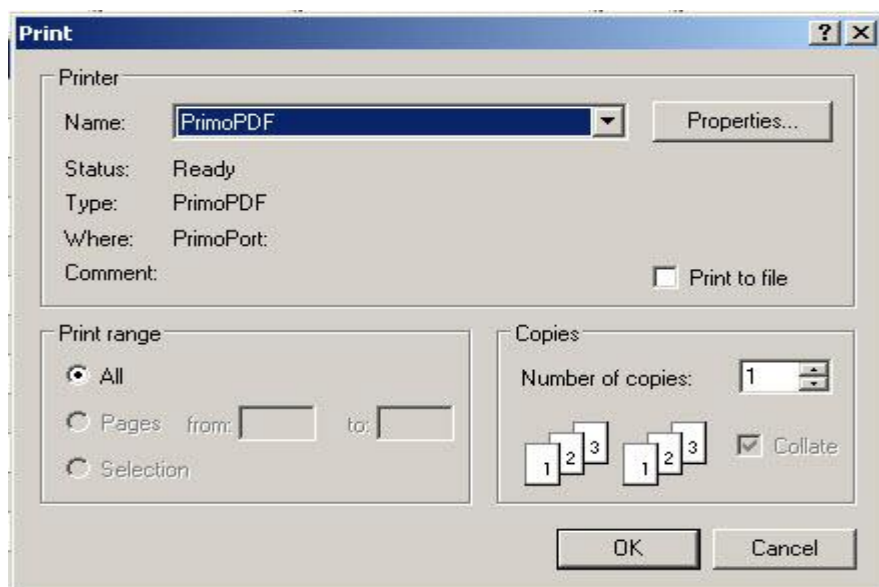 Print
Printer
Name: PrimoPDF Properties...
Status: Ready
Type: PrimoPDF
Where: PrimoPort:
Comment: Print to file
Print range
All
Pages from: to:
Selection
Copies
Number of copies: 1
1 2 3 1 2 3
Collate
OK Cancel